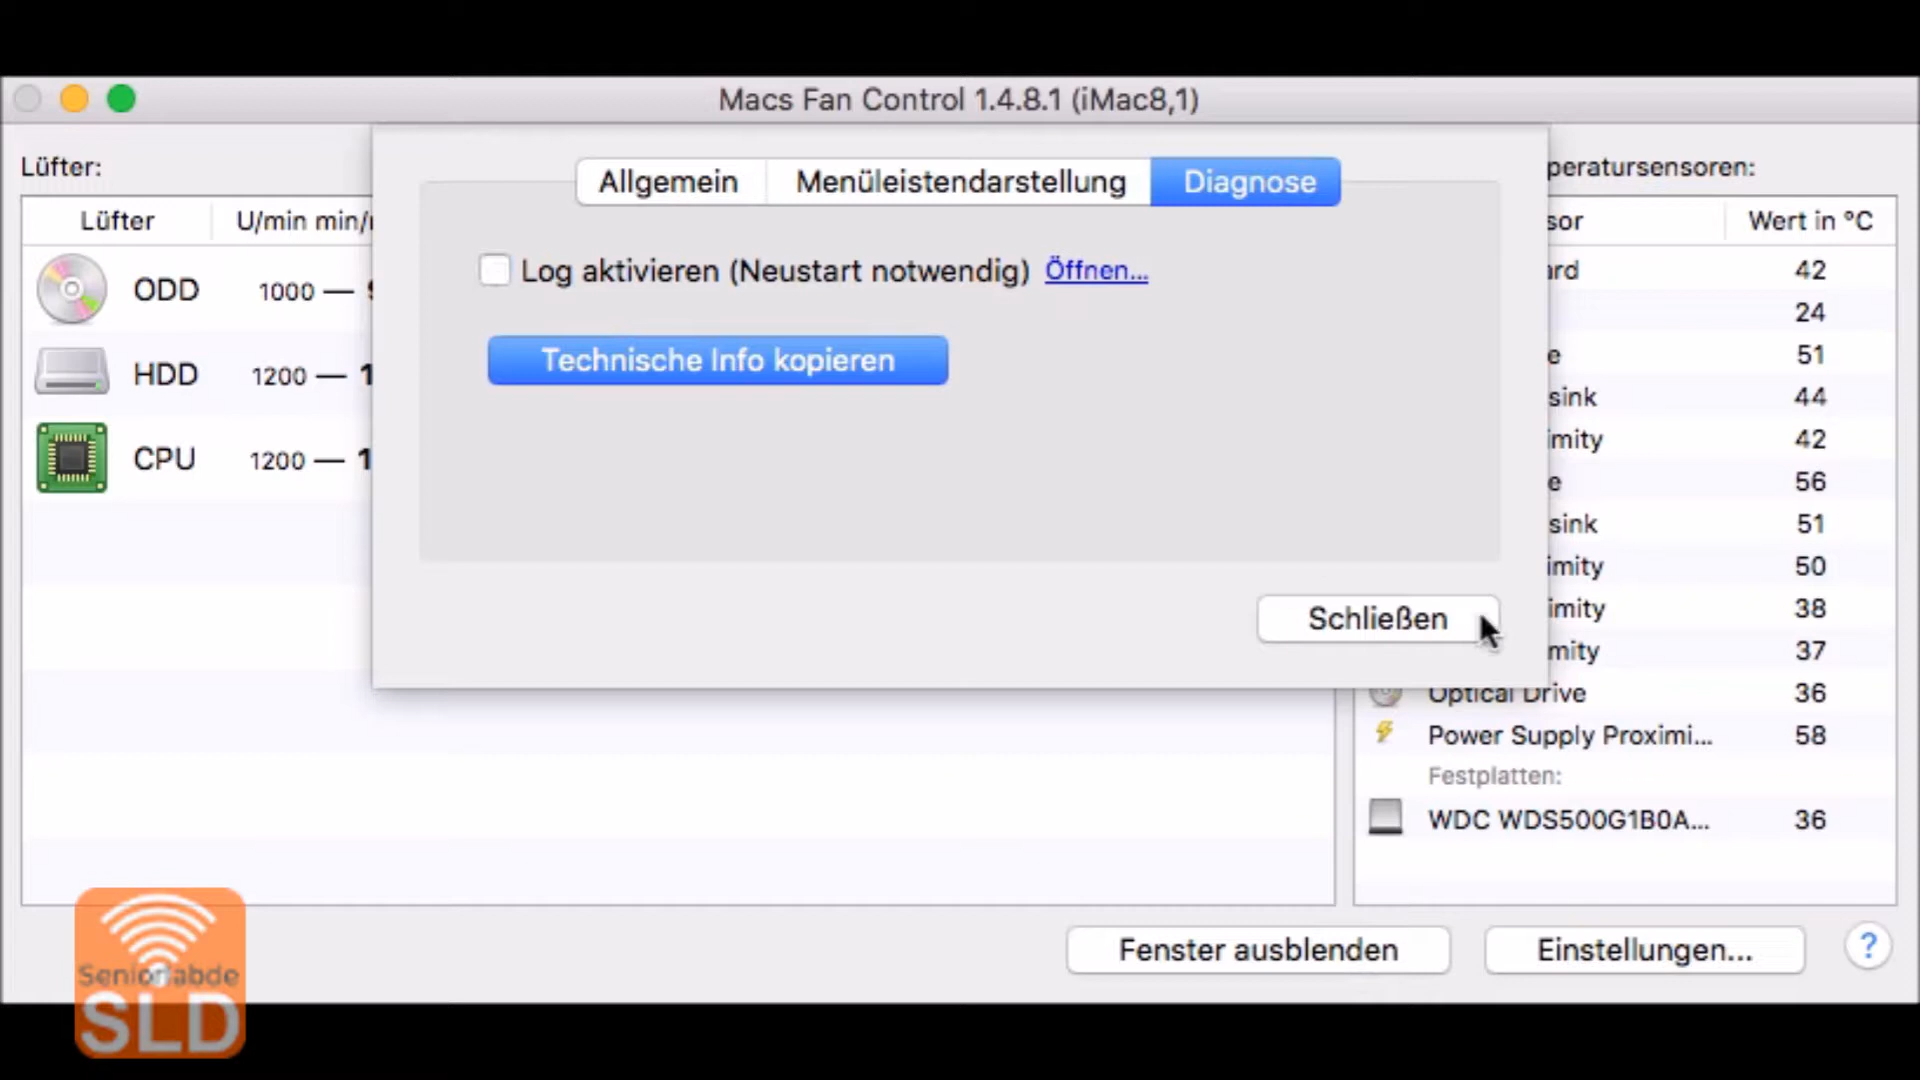 Macs Fan Control 1.4.8.1 (iMac8,1)
Lüfter:
Lüfter U/min min/
ODD 1000 —
HDD 1200 — 1
CPU 1200 — 1
Allgemein Menüleistendarstellung Diagnose
Log aktivieren (Neustart notwendig) Öffnen...
Technische Info kopieren
Schließen
peratursensoren:
sor Wert in °C
rd 42
24
e 51
sink 44
imity 42
e 56
sink 51
imity 50
imity 38
mity 37
Optical Drive 36
Power Supply Proximi... 58
Festplatten:
WDC WDS500G1B0A... 36
Fenster ausblenden Einstellungen... ?
Seniorlabde
SLD